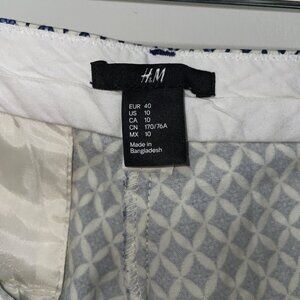 H&M
EUR 40
US 10
CA 10
CN 170/76A
MX 10
Made in
Bangladesh